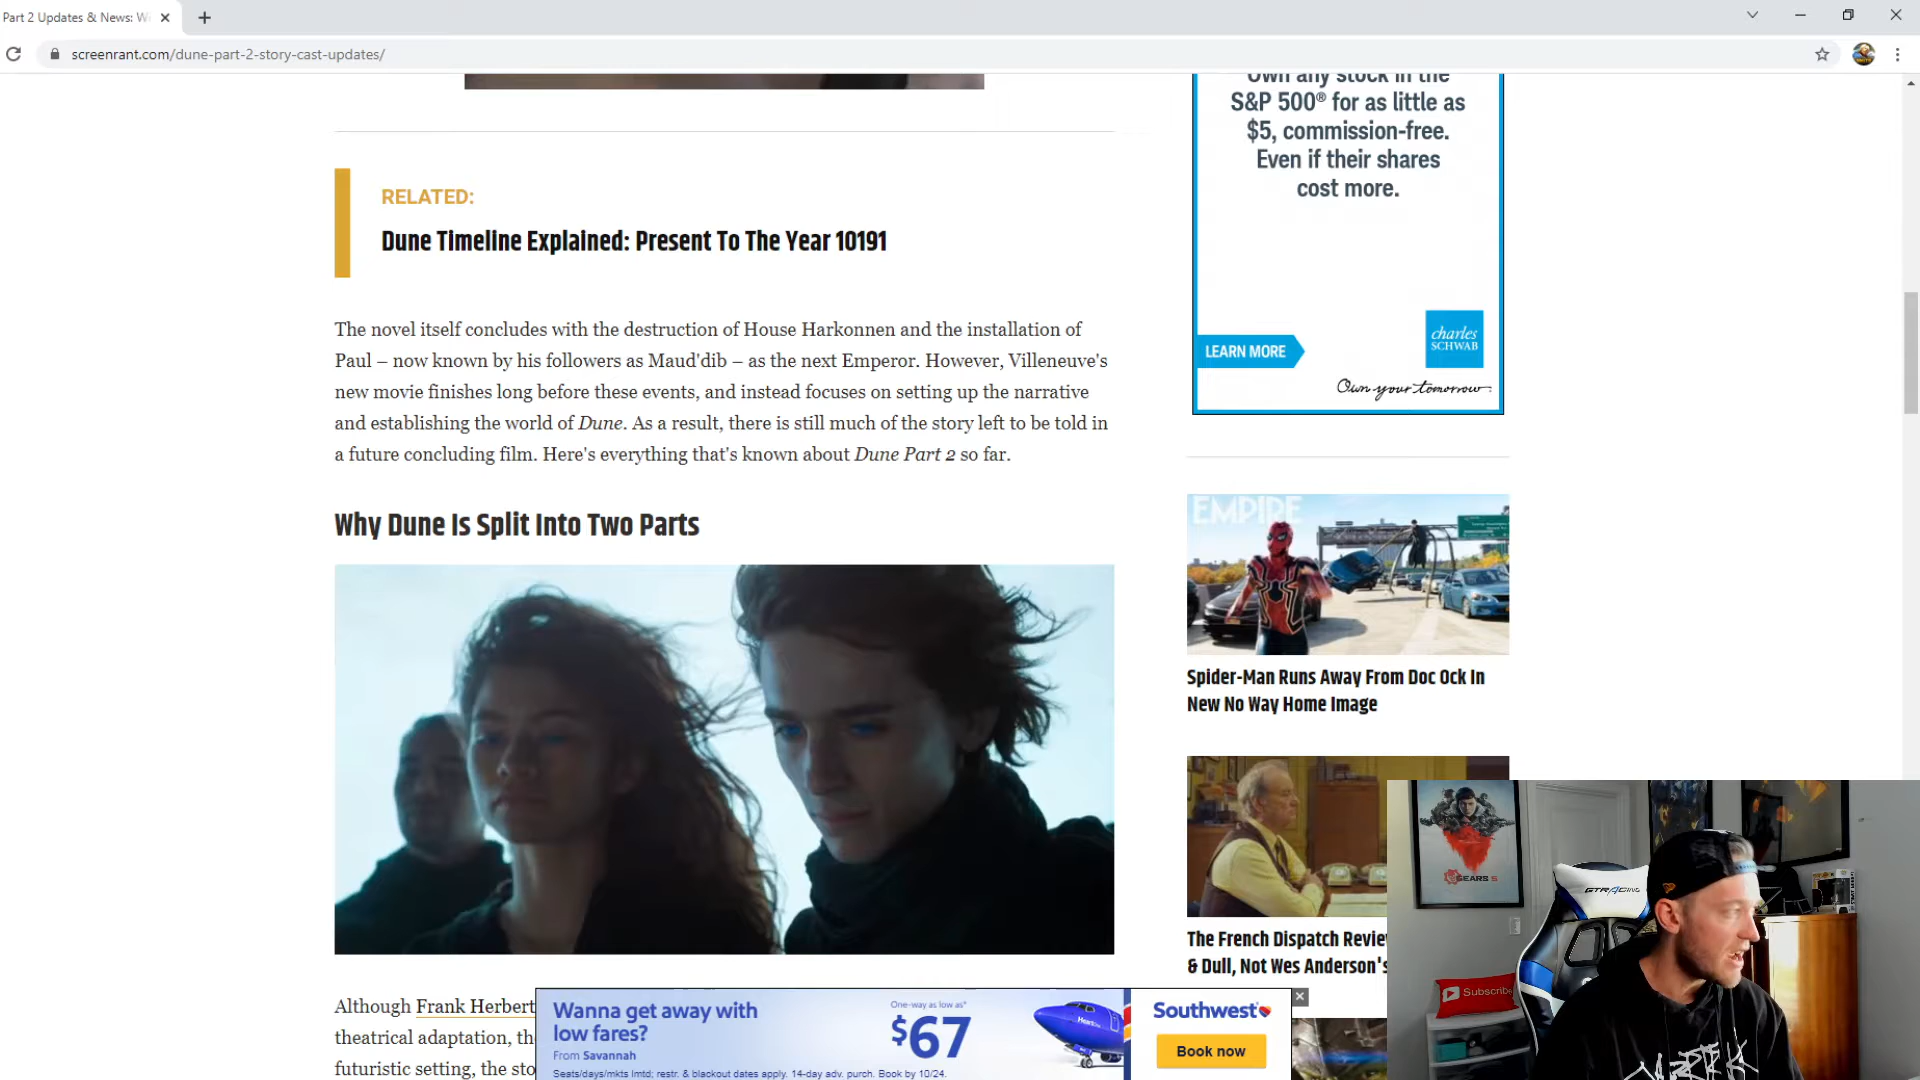 Part 2 Updates & News: Wi
screenrant.com/dune-part-2-story-cast-updates/
Own any stock in the
S&P 500® for as little as
$5, commission-free.
Even if their shares
cost more.
LEARN MORE
charles
SCHWAB
Own your tomorrow.
RELATED:
Dune Timeline Explained: Present To The Year 10191
The novel itself concludes with the destruction of House Harkonnen and the installation of
Paul – now known by his followers as Maud'dib – as the next Emperor. However, Villeneuve's
new movie finishes long before these events, and instead focuses on setting up the narrative
and establishing the world of Dune. As a result, there is still much of the story left to be told in
a future concluding film. Here's everything that's known about Dune Part 2 so far.
Why Dune Is Split Into Two Parts
EMPIRE
Spider-Man Runs Away From Doc Ock In
New No Way Home Image
The French Dispatch Revie
& Dull, Not Wes Anderson's
Although Frank Herbert
theatrical adaptation, th
futuristic setting, the sto
Wanna get away with
low fares?
From Savannah
Seats/days/mkts lmtd; restr. & blackout dates apply. 14-day adv. purch. Book by 10/24.
One-way as low as*
$67
Heart
Southwest
Book now
GEARS 5
GTRACING
Subscribe